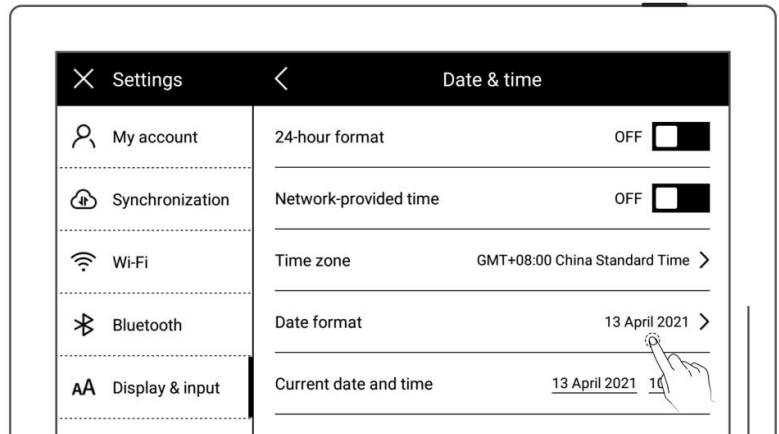 Settings
Date & time
My account
24-hour format OFF
Synchronization
Network-provided time OFF
Wi-Fi
Time zone GMT+08:00 China Standard Time
Bluetooth
Date format 13 April 2021
AA Display & input
Current date and time 13 April 2021